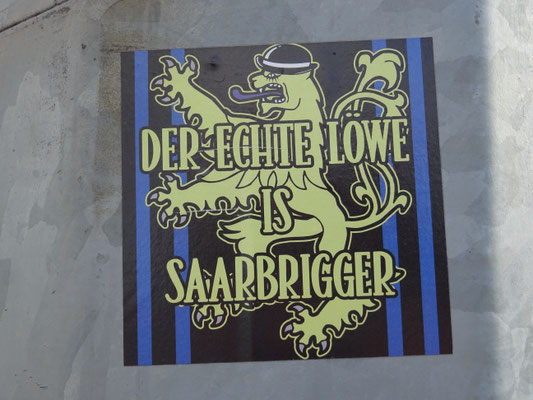 DER ECHTE LÖWE
IS
SAARBRIGGER